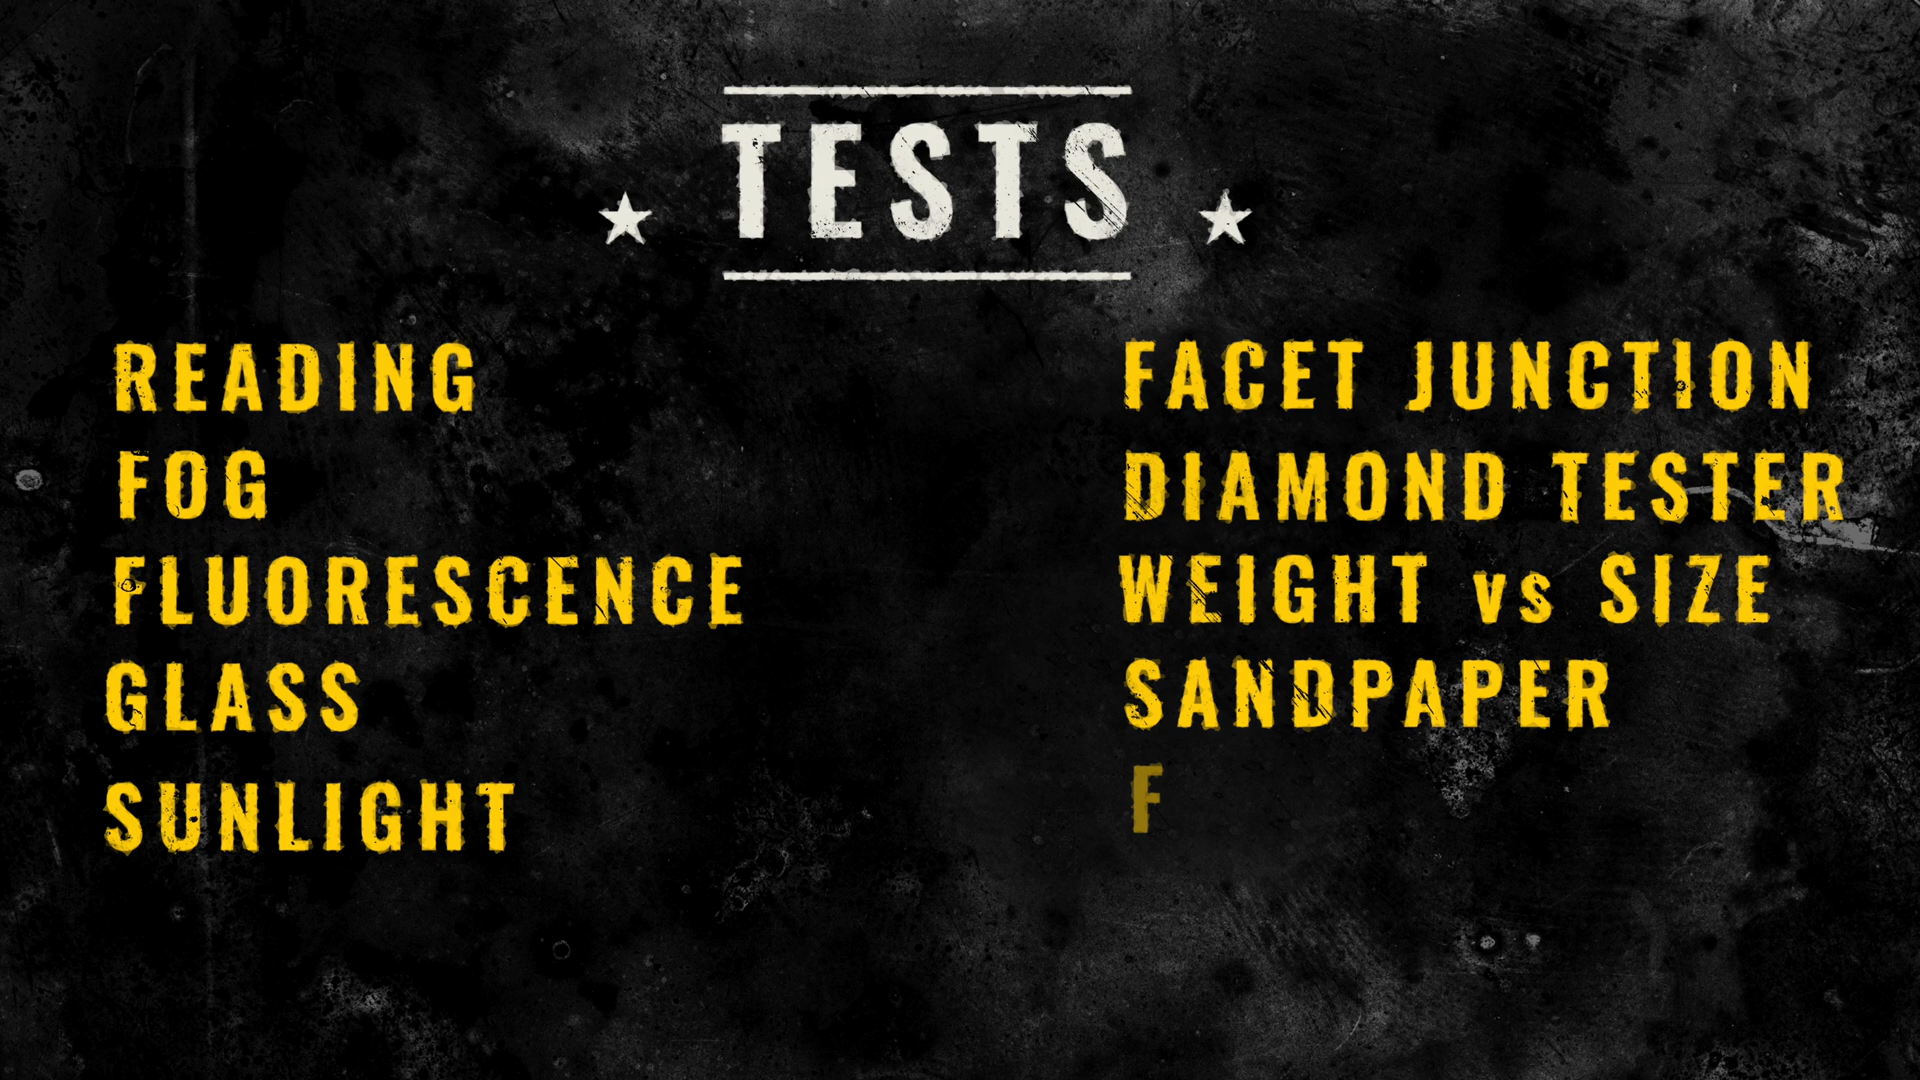 TESTS
READING
FOG
FLUORESCENCE
GLASS
SUNLIGHT
FACET JUNCTION
DIAMOND TESTER
WEIGHT vs SIZE
SANDPAPER
F